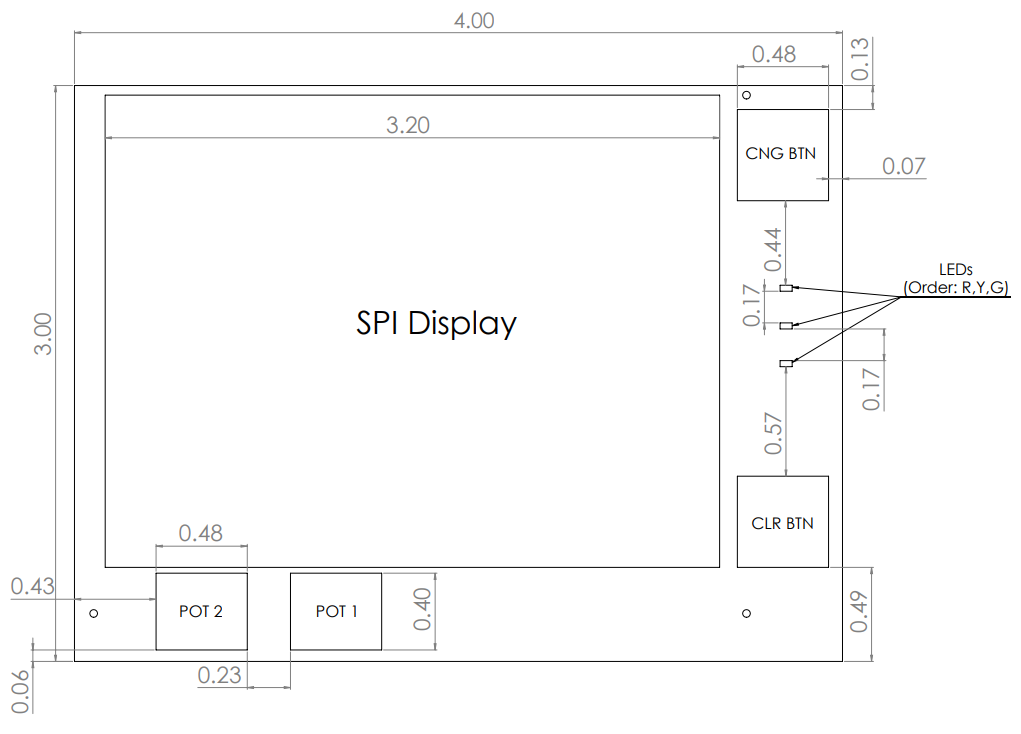 4.00
0.48
0.13
3.20
CNG BTN
0.07
0.44
LEDs
(Order: R,Y,G)
0.17
3.00
SPI Display
0.17
0.57
CLR BTN
0.48
0.43
POT 2
POT 1
0.40
0.49
0.23
0.06